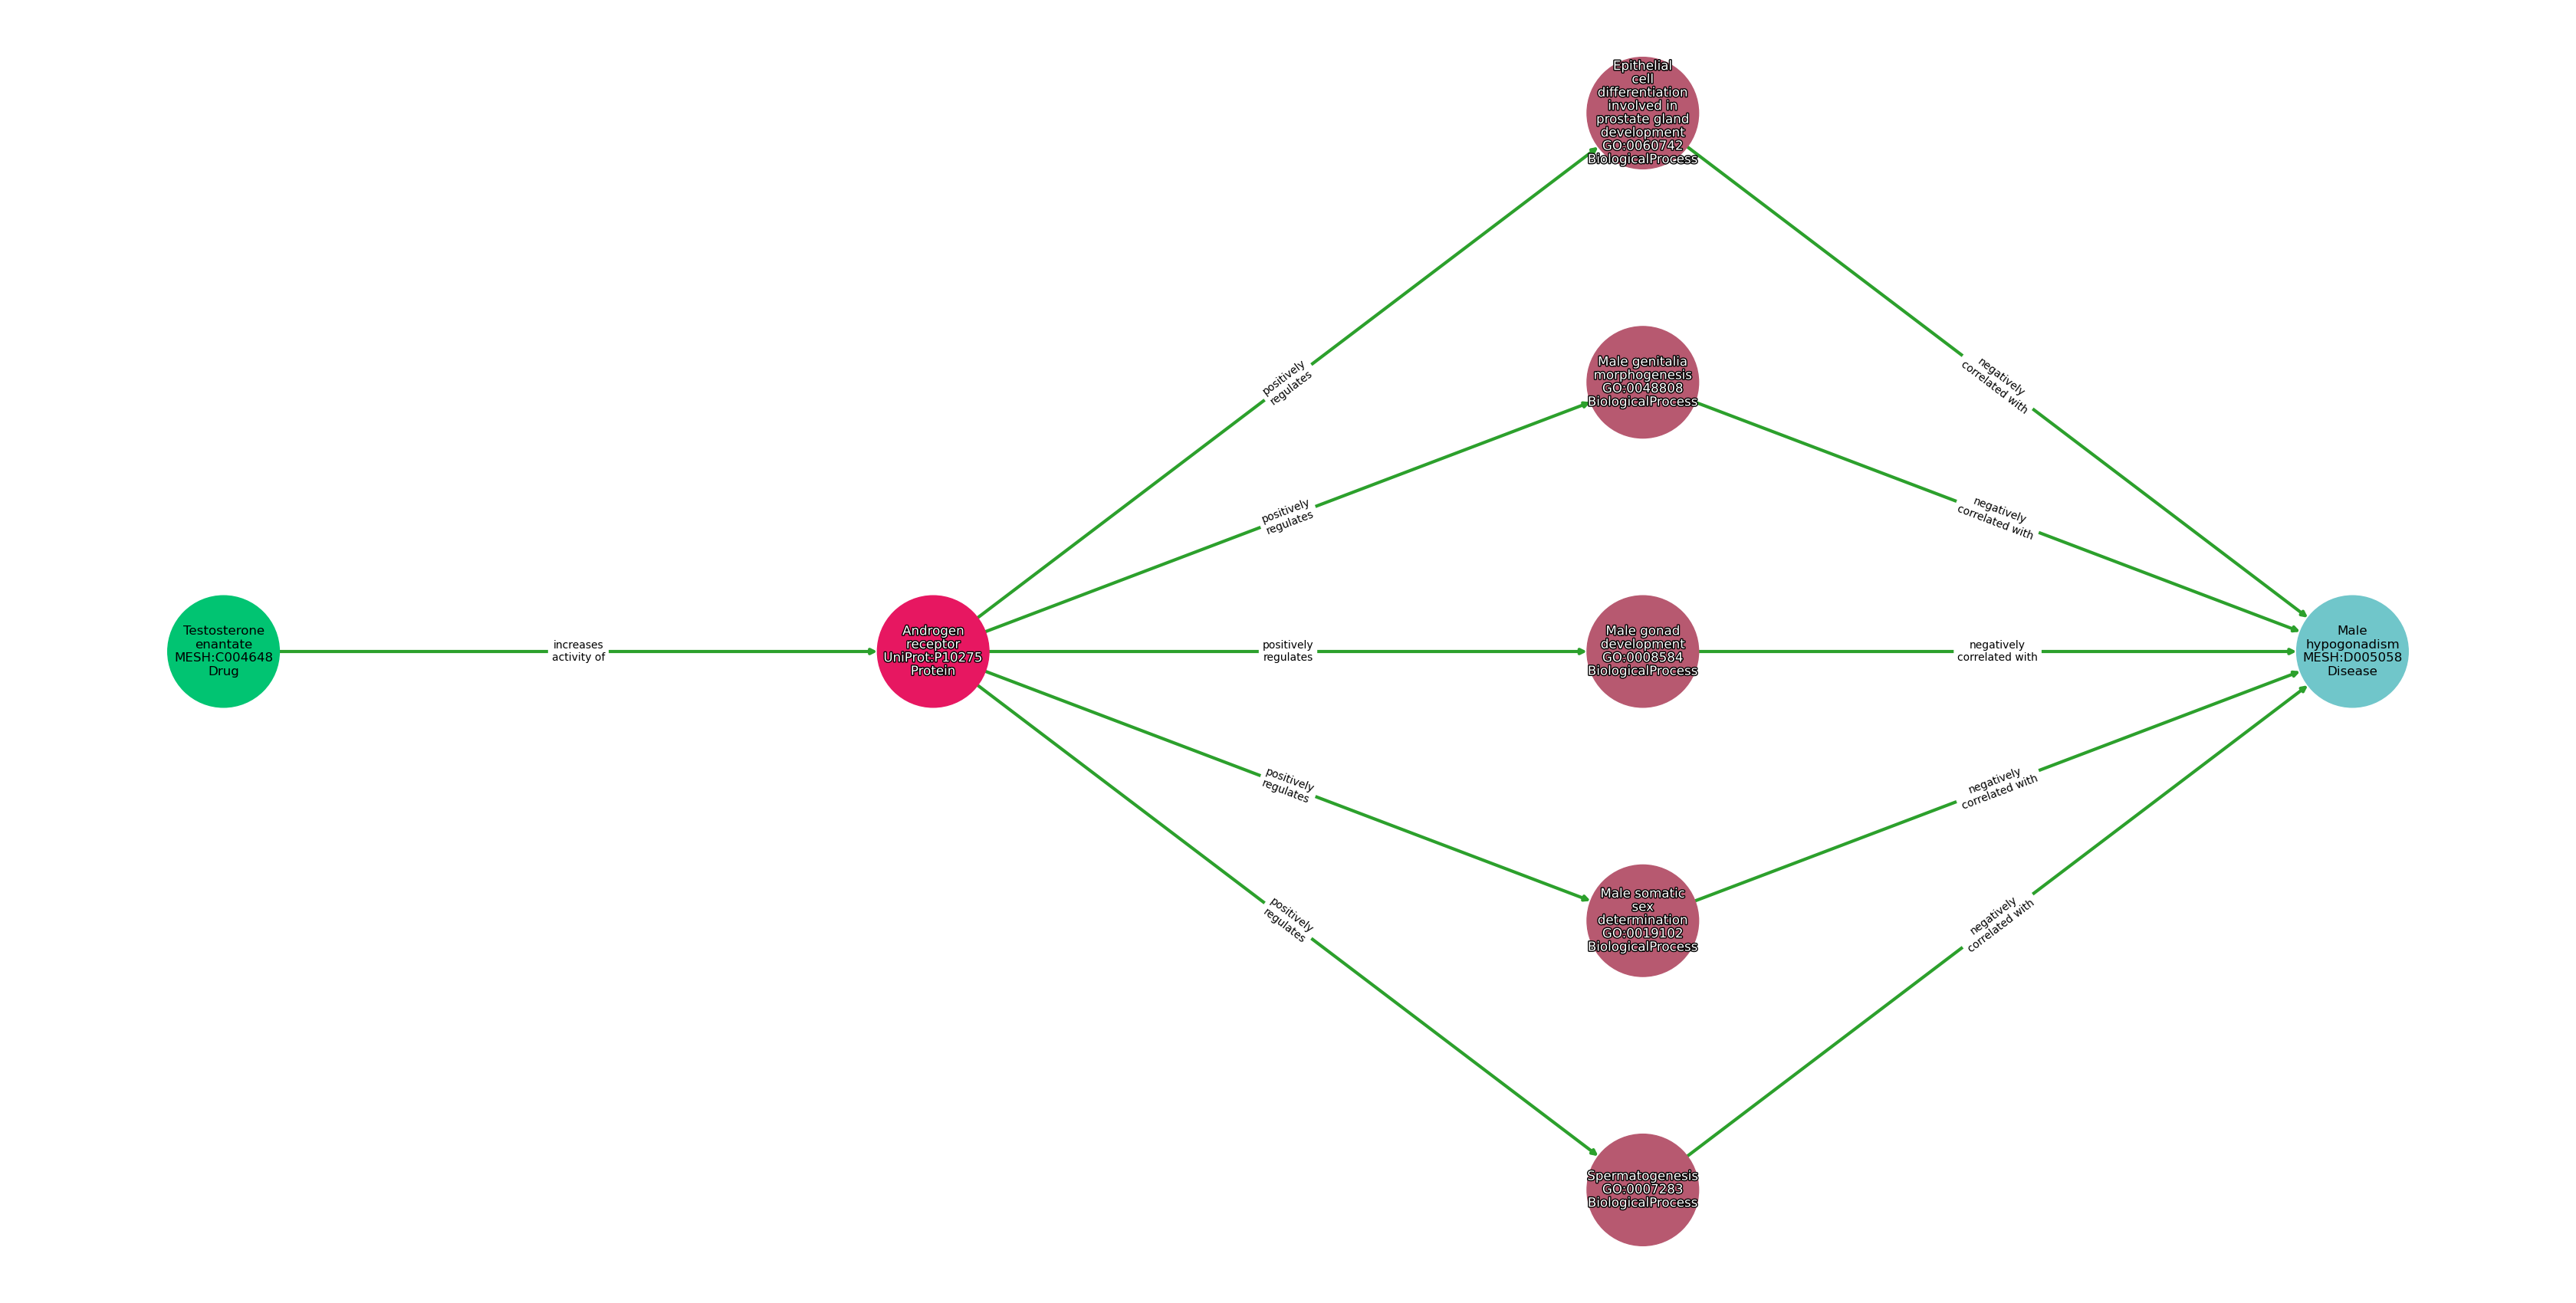 Epithelial
cell
differentiation
involved in
prostate gland
development
GO:0060742
BiologicalProcess
positively
regulates
negatively
correlated with
Male genitalia
morphogenesis
GO:0048808
BiologicalProcess
positively
regulates
negatively
correlated with
Testosterone
enantate
MESH:C004648
Drug
increases
activity of
Androgen
receptor
UniProt:P10275
Protein
positively
regulates
Male gonad
development
GO:0008584
BiologicalProcess
negatively
correlated with
Male
hypogonadism
MESH:D005058
Disease
positively
regulates
negatively
correlated with
Male somatic
sex
determination
GO:0019102
BiologicalProcess
positively
regulates
negatively
correlated with
Spermatogenesis
GO:0007283
BiologicalProcess